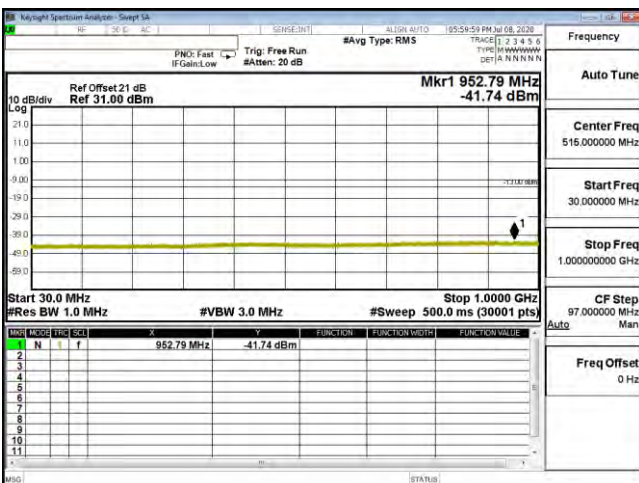 Keysight Spectrum Analyzer - Swept SA
RF 50 Ω AC SENSE:INT ALIGN AUTO 05:59:59 PM Jul 08, 2020
#Avg Type: RMS
TRACE 1 2 3 4 5 6
TYPE M WWWWW
DET A N N N N N
PNO: Fast
IFGain:Low
Trig: Free Run
#Atten: 20 dB
Mkr1 952.79 MHz
-41.74 dBm
Ref Offset 21 dB
10 dB/div Ref 31.00 dBm
Log
21.0
11.0
1.00
-9.00
-13.00 dBm
-19.0
-29.0
1
-39.0
-49.0
-59.0
Start 30.0 MHz Stop 1.0000 GHz
#Res BW 1.0 MHz #VBW 3.0 MHz #Sweep 500.0 ms (30001 pts)
MKR MODE TRC SCL X Y FUNCTION FUNCTION WIDTH FUNCTION VALUE
1 N 1 f 952.79 MHz -41.74 dBm
2
3
4
5
6
7
8
9
10
11
MSG STATUS
Frequency
Auto Tune
Center Freq
515.000000 MHz
Start Freq
30.000000 MHz
Stop Freq
1.000000000 GHz
CF Step
97.000000 MHz
Auto Man
Freq Offset
0 Hz